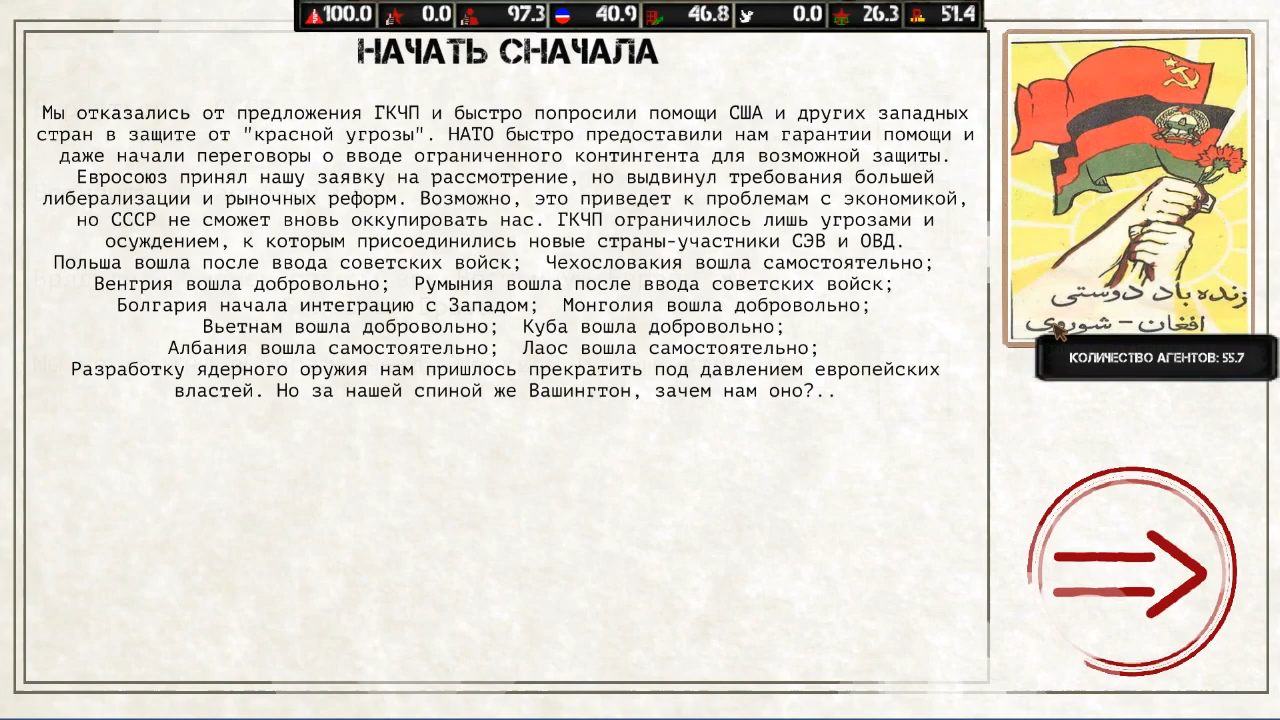 100.0 0.0 97.3 40.9 46.8 0.0 26.3 51.4
НАЧАТЬ СНАЧАЛА
Мы отказались от предложения ГКЧП и быстро попросили помощи США и других западных
стран в защите от "красной угрозы". НАТО быстро предоставили нам гарантии помощи и
даже начали переговоры о вводе ограниченного контингента для возможной защиты.
Евросоюз принял нашу заявку на рассмотрение, но выдвинул требования большей
либерализации и рыночных реформ. Возможно, это приведет к проблемам с экономикой,
но СССР не сможет вновь оккупировать нас. ГКЧП ограничилось лишь угрозами и
осуждением, к которым присоединились новые страны-участники СЭВ и ОВД.
Польша вошла после ввода советских войск; Чехословакия вошла самостоятельно;
Венгрия вошла добровольно; Румыния вошла после ввода советских войск;
Болгария начала интеграцию с Западом; Монголия вошла добровольно;
Вьетнам вошла добровольно; Куба вошла добровольно;
Албания вошла самостоятельно; Лаос вошла самостоятельно;
Разработку ядерного оружия нам пришлось прекратить под давлением европейских
властей. Но за нашей спиной же Вашингтон, зачем нам оно?..
زنده باد دوستی
افغان – شوروی
КОЛИЧЕСТВО АГЕНТОВ: 55.7